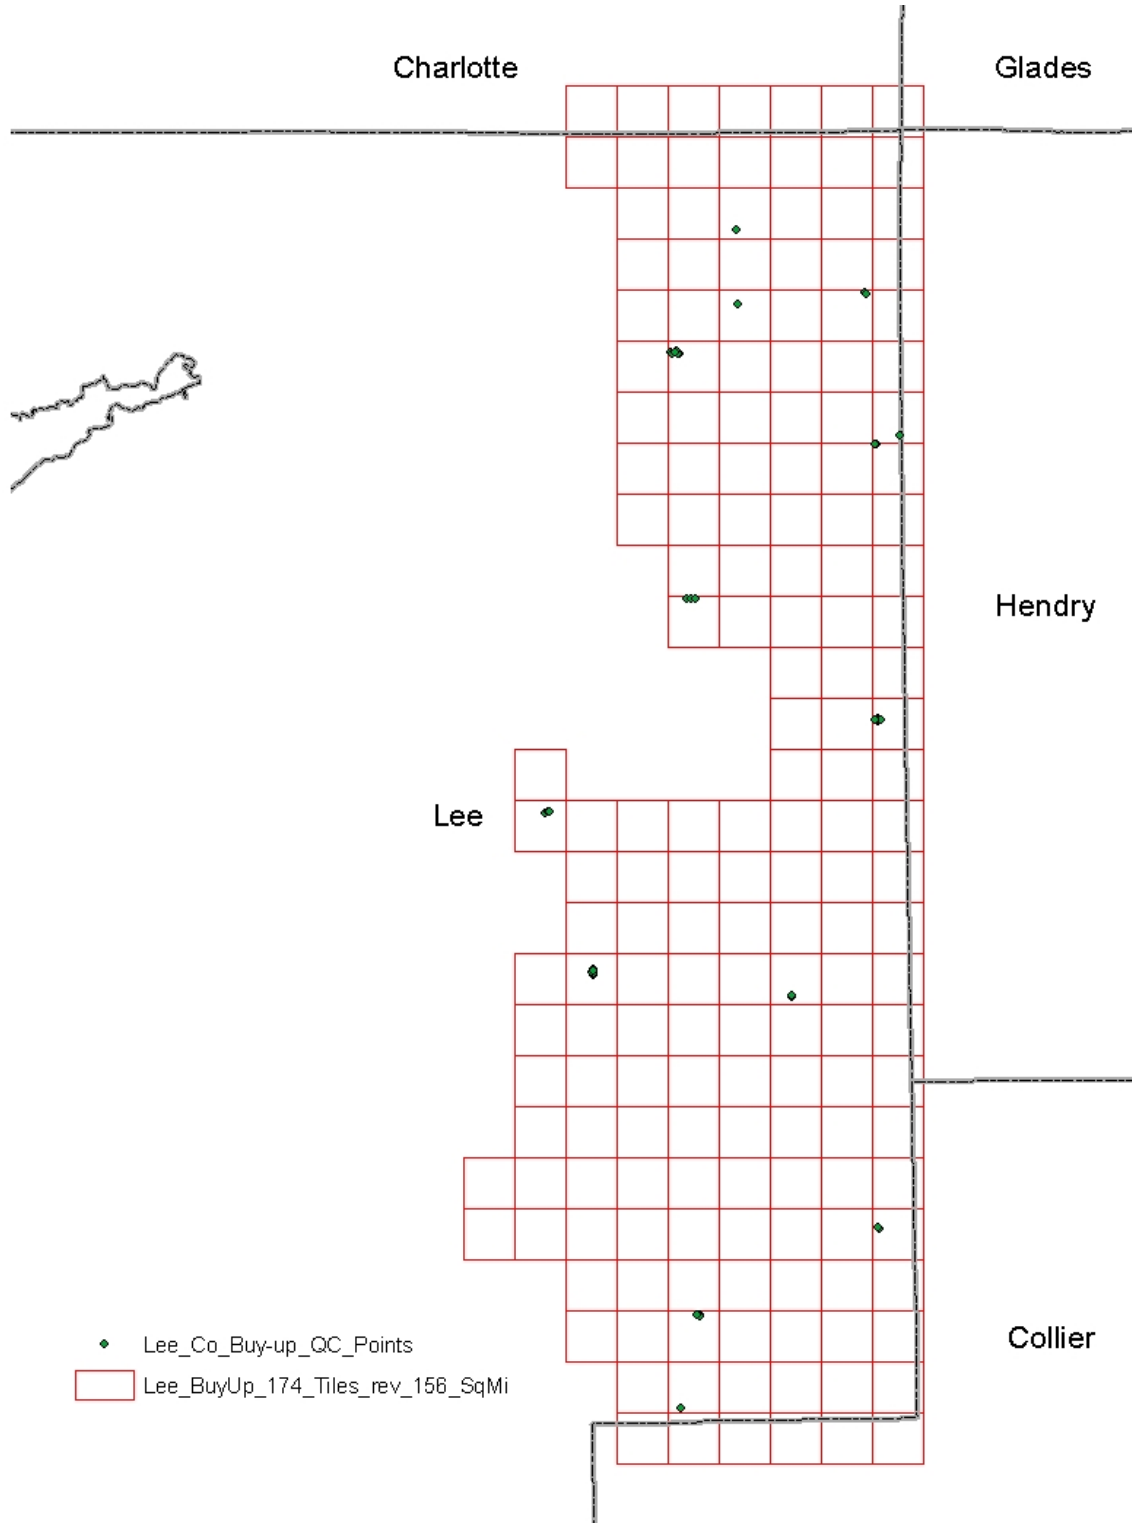 Charlotte
Glades
Hendry
Lee
Collier
Lee_Co_Buy-up_QC_Points
Lee_BuyUp_174_Tiles_rev_156_SqMi